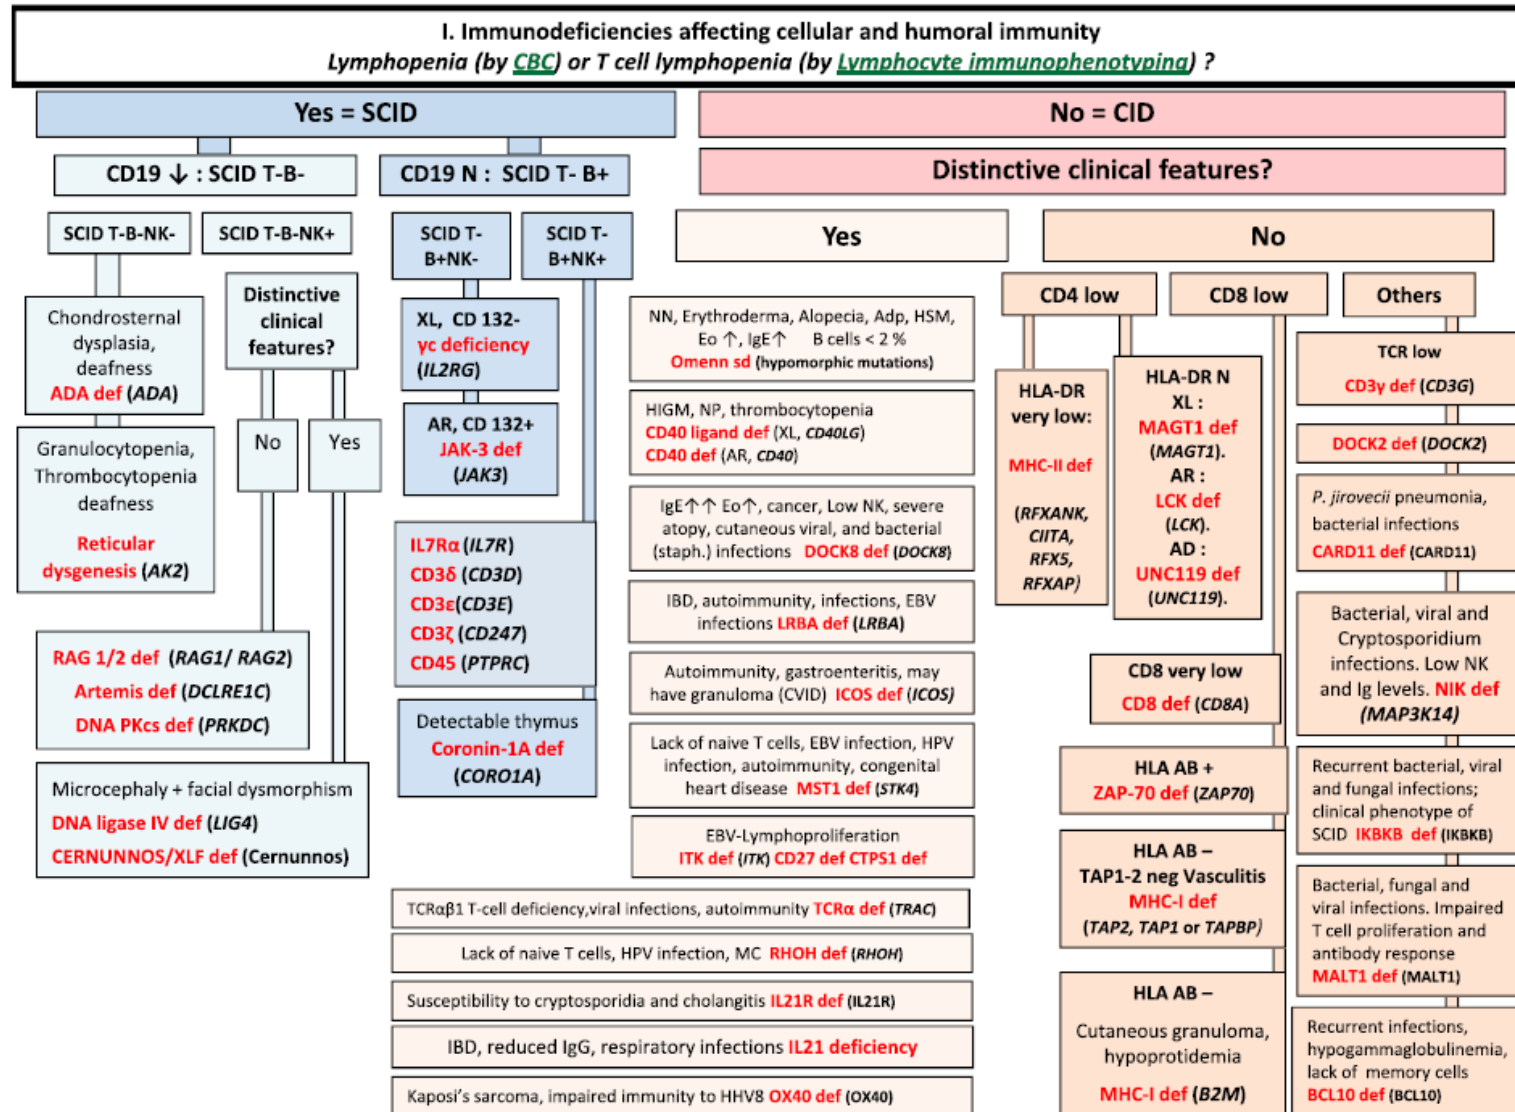 I. Immunodeficiencies affecting cellular and humoral immunity
Lymphopenia (by CBC) or T cell lymphopenia (by Lymphocyte immunophenotyping) ?
Yes = SCID
No = CID
CD19 ↓ : SCID T-B-
CD19 N : SCID T- B+
Distinctive clinical features?
SCID T-B-NK-
SCID T-B-NK+
SCID T-
B+NK-
SCID T-
B+NK+
Yes
No
Chondrosternal
dysplasia,
deafness
ADA def (ADA)
Granulocytopenia,
Thrombocytopenia
deafness
Reticular
dysgenesis (AK2)
Distinctive
clinical
features?
No
Yes
RAG 1/2 def (RAG1/ RAG2)
Artemis def (DCLRE1C)
DNA PKcs def (PRKDC)
Microcephaly + facial dysmorphism
DNA ligase IV def (LIG4)
CERNUNNOS/XLF def (Cernunnos)
XL, CD 132-
γc deficiency
(IL2RG)
AR, CD 132+
JAK-3 def
(JAK3)
IL7Rα (IL7R)
CD3δ (CD3D)
CD3ε(CD3E)
CD3ζ (CD247)
CD45 (PTPRC)
Detectable thymus
Coronin-1A def
(CORO1A)
NN, Erythroderma, Alopecia, Adp, HSM,
Eo ↑, IgE↑ B cells < 2 %
Omenn sd (hypomorphic mutations)
HIGM, NP, thrombocytopenia
CD40 ligand def (XL, CD40LG)
CD40 def (AR, CD40)
IgE↑↑ Eo↑, cancer, Low NK, severe
atopy, cutaneous viral, and bacterial
(staph.) infections DOCK8 def (DOCK8)
IBD, autoimmunity, infections, EBV
infections LRBA def (LRBA)
Autoimmunity, gastroenteritis, may
have granuloma (CVID) ICOS def (ICOS)
Lack of naive T cells, EBV infection, HPV
infection, autoimmunity, congenital
heart disease MST1 def (STK4)
EBV-Lymphoproliferation
ITK def (ITK) CD27 def CTPS1 def
TCRαβ1 T-cell deficiency,viral infections, autoimmunity TCRα def (TRAC)
Lack of naive T cells, HPV infection, MC RHOH def (RHOH)
Susceptibility to cryptosporidia and cholangitis IL21R def (IL21R)
IBD, reduced IgG, respiratory infections IL21 deficiency
Kaposi's sarcoma, impaired immunity to HHV8 OX40 def (OX40)
CD4 low
CD8 low
Others
HLA-DR
very low:
MHC-II def
(RFXANK,
CIITA,
RFX5,
RFXAP)
HLA-DR N
XL :
MAGT1 def
(MAGT1).
AR :
LCK def
(LCK).
AD :
UNC119 def
(UNC119).
CD8 very low
CD8 def (CD8A)
HLA AB +
ZAP-70 def (ZAP70)
HLA AB –
TAP1-2 neg Vasculitis
MHC-I def
(TAP2, TAP1 or TAPBP)
HLA AB –
Cutaneous granuloma,
hypoprotidemia
MHC-I def (B2M)
TCR low
CD3γ def (CD3G)
DOCK2 def (DOCK2)
P. jirovecii pneumonia,
bacterial infections
CARD11 def (CARD11)
Bacterial, viral and
Cryptosporidium
infections. Low NK
and Ig levels. NIK def
(MAP3K14)
Recurrent bacterial, viral
and fungal infections;
clinical phenotype of
SCID IKBKB def (IKBKB)
Bacterial, fungal and
viral infections. Impaired
T cell proliferation and
antibody response
MALT1 def (MALT1)
Recurrent infections,
hypogammaglobulinemia,
lack of memory cells
BCL10 def (BCL10)